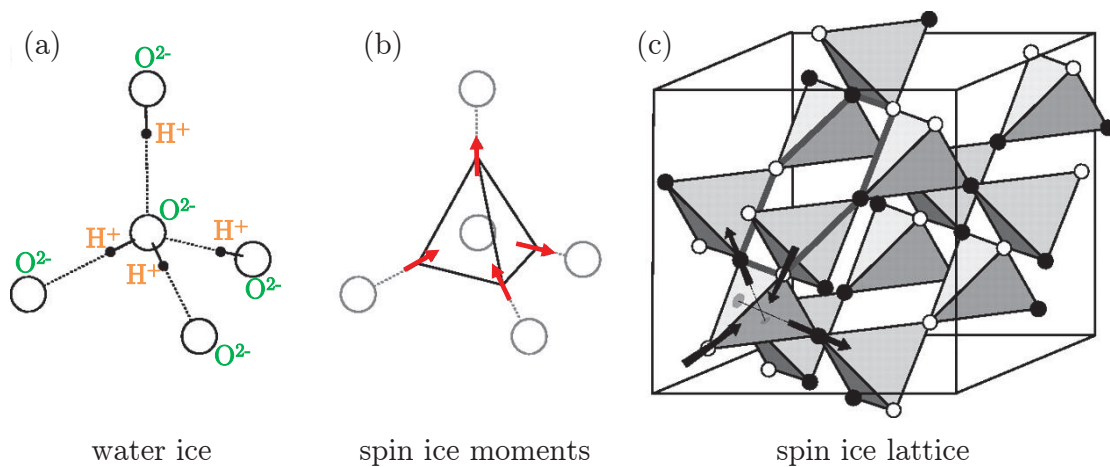 (a)
O²⁻
H⁺
O²⁻
H⁺
H⁺
H⁺
O²⁻
O²⁻
O²⁻
water ice
(b)
spin ice moments
(c)
spin ice lattice